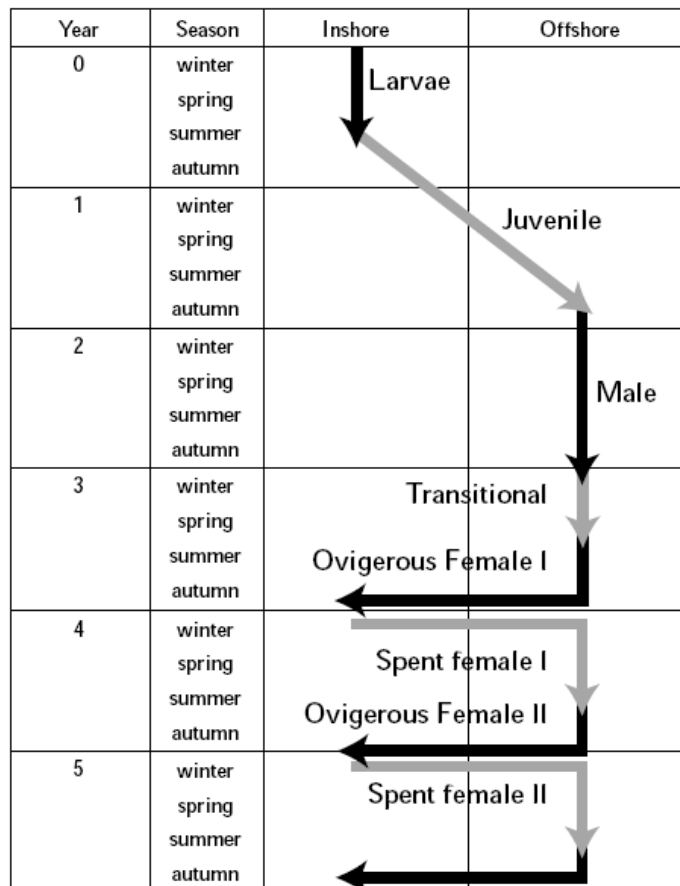 Year Season Inshore Offshore
0 winter
Larvae
spring
summer
autumn
1 winter
Juvenile
spring
summer
autumn
2 winter
spring
Male
summer
autumn
3 winter Transitional
spring
summer Ovigerous Female I
autumn
4 winter
spring Spent female I
summer
Ovigerous Female II
autumn
5 winter
Spent female II
spring
summer
autumn